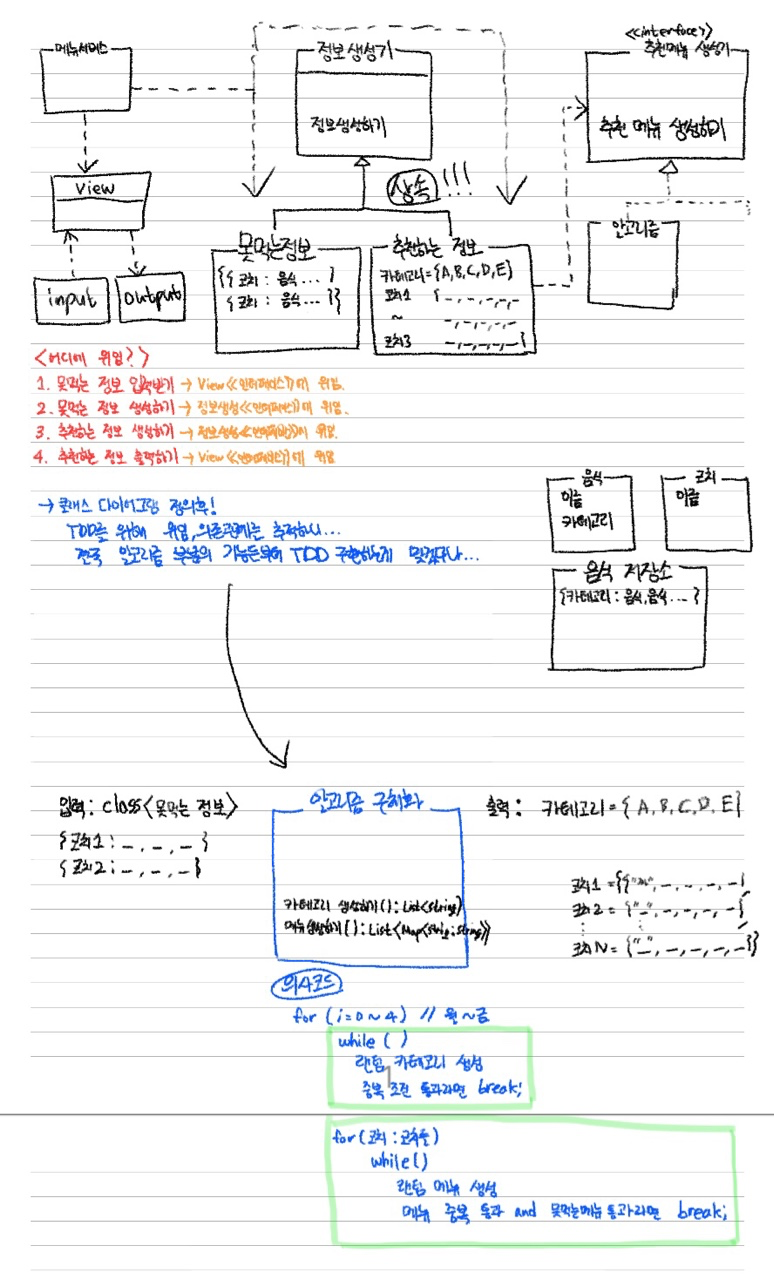 메뉴서비스
정보생성기
정보생성하기
<interface>
추천메뉴 생성기
추천 메뉴 생성하기
상속 !!!
View
input
output
못먹는정보
{{코치 : 음식 ... }
{코치 : 음식 ... }}
추천하는 정보
카테고리={A,B,C,D,E}
코치1 { -,-,-,-,-
~ -,-,-,-,-
코치3 -,-,-,-,-}
알고리즘
<어디에 위임?>
1. 못먹는 정보 입력받기 → View<<인터페이스>>에 위임.
2. 못먹는 정보 생성하기 → 정보생성<<인터페이스>>에 위임.
3. 추천하는 정보 생성하기 → 정보생성<<인터페이스>>에 위임.
4. 추천하는 정보 출력하기 → View<<인터페이스>>에 위임
→ 클래스 다이어그램 정의후!
TDD를 위해 위임,의존관계는 추적하니...
결국 알고리즘 부분의 기능들부터 TDD 구현하는게 맞겠구나...
음식
이름
카테고리
코치
이름
음식 저장소
{카테고리 : 음식,음식 ... }
입력: class<못먹는 정보>
{코치1 : -, -, - }
{코치2 : -, -, - }
알고리즘 구체화
카테고리 생성하기() : List<String>
메뉴생성하기() : List<Map<String:String>>
출력 : 카테고리 = { A, B, C, D, E}
코치1 = {{"~", -, -, -, -}
코치2 = {"-", -, -, -, -}
코치N = {"-", -, -, -, -}}
의사코드
for (i=0~4) // 월~금
while ( )
랜덤 카테고리 생성
중복 조건 통과라면 break;
for (코치 : 코치들)
while()
랜덤 메뉴 생성
메뉴 중복 통과 and 못먹는메뉴 통과라면 break;